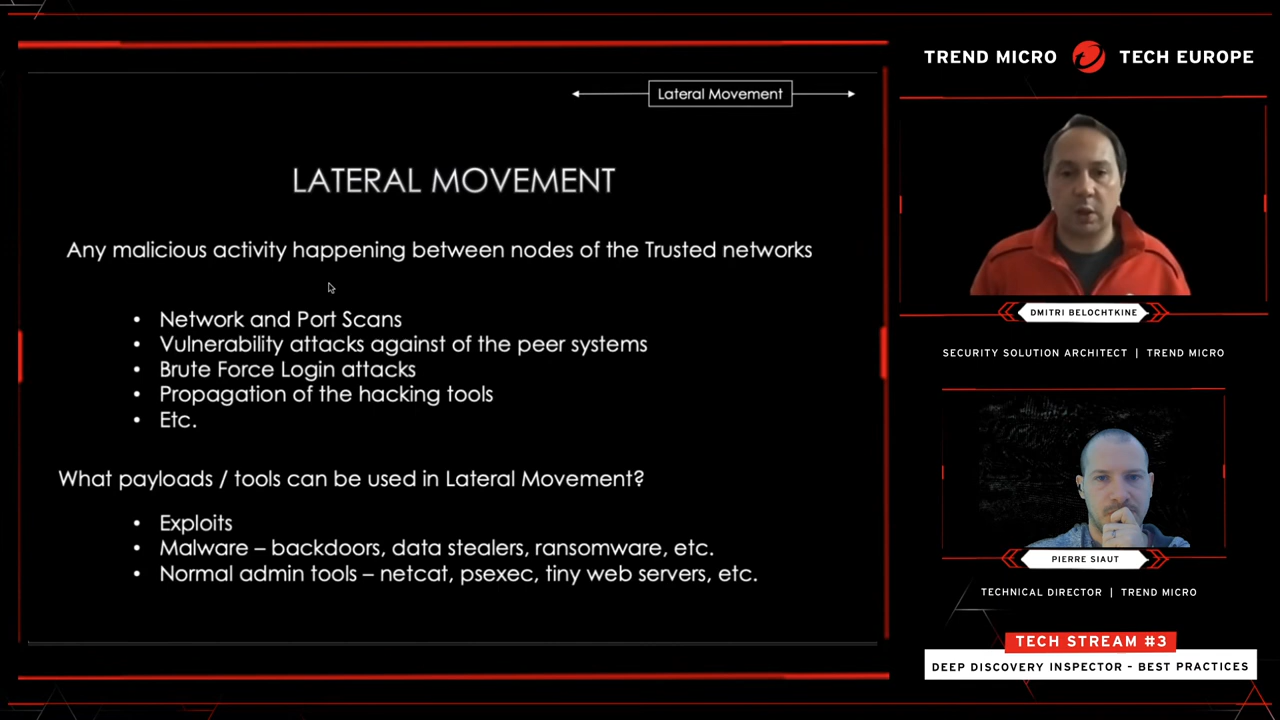 Lateral Movement
LATERAL MOVEMENT
Any malicious activity happening between nodes of the Trusted networks
• Network and Port Scans
• Vulnerability attacks against of the peer systems
• Brute Force Login attacks
• Propagation of the hacking tools
• Etc.
What payloads / tools can be used in Lateral Movement?
• Exploits
• Malware – backdoors, data stealers, ransomware, etc.
• Normal admin tools – netcat, psexec, tiny web servers, etc.
TREND MICRO TECH EUROPE
DMITRI BELOCHTKINE
SECURITY SOLUTION ARCHITECT | TREND MICRO
PIERRE SIAUT
TECHNICAL DIRECTOR | TREND MICRO
TECH STREAM #3
DEEP DISCOVERY INSPECTOR - BEST PRACTICES